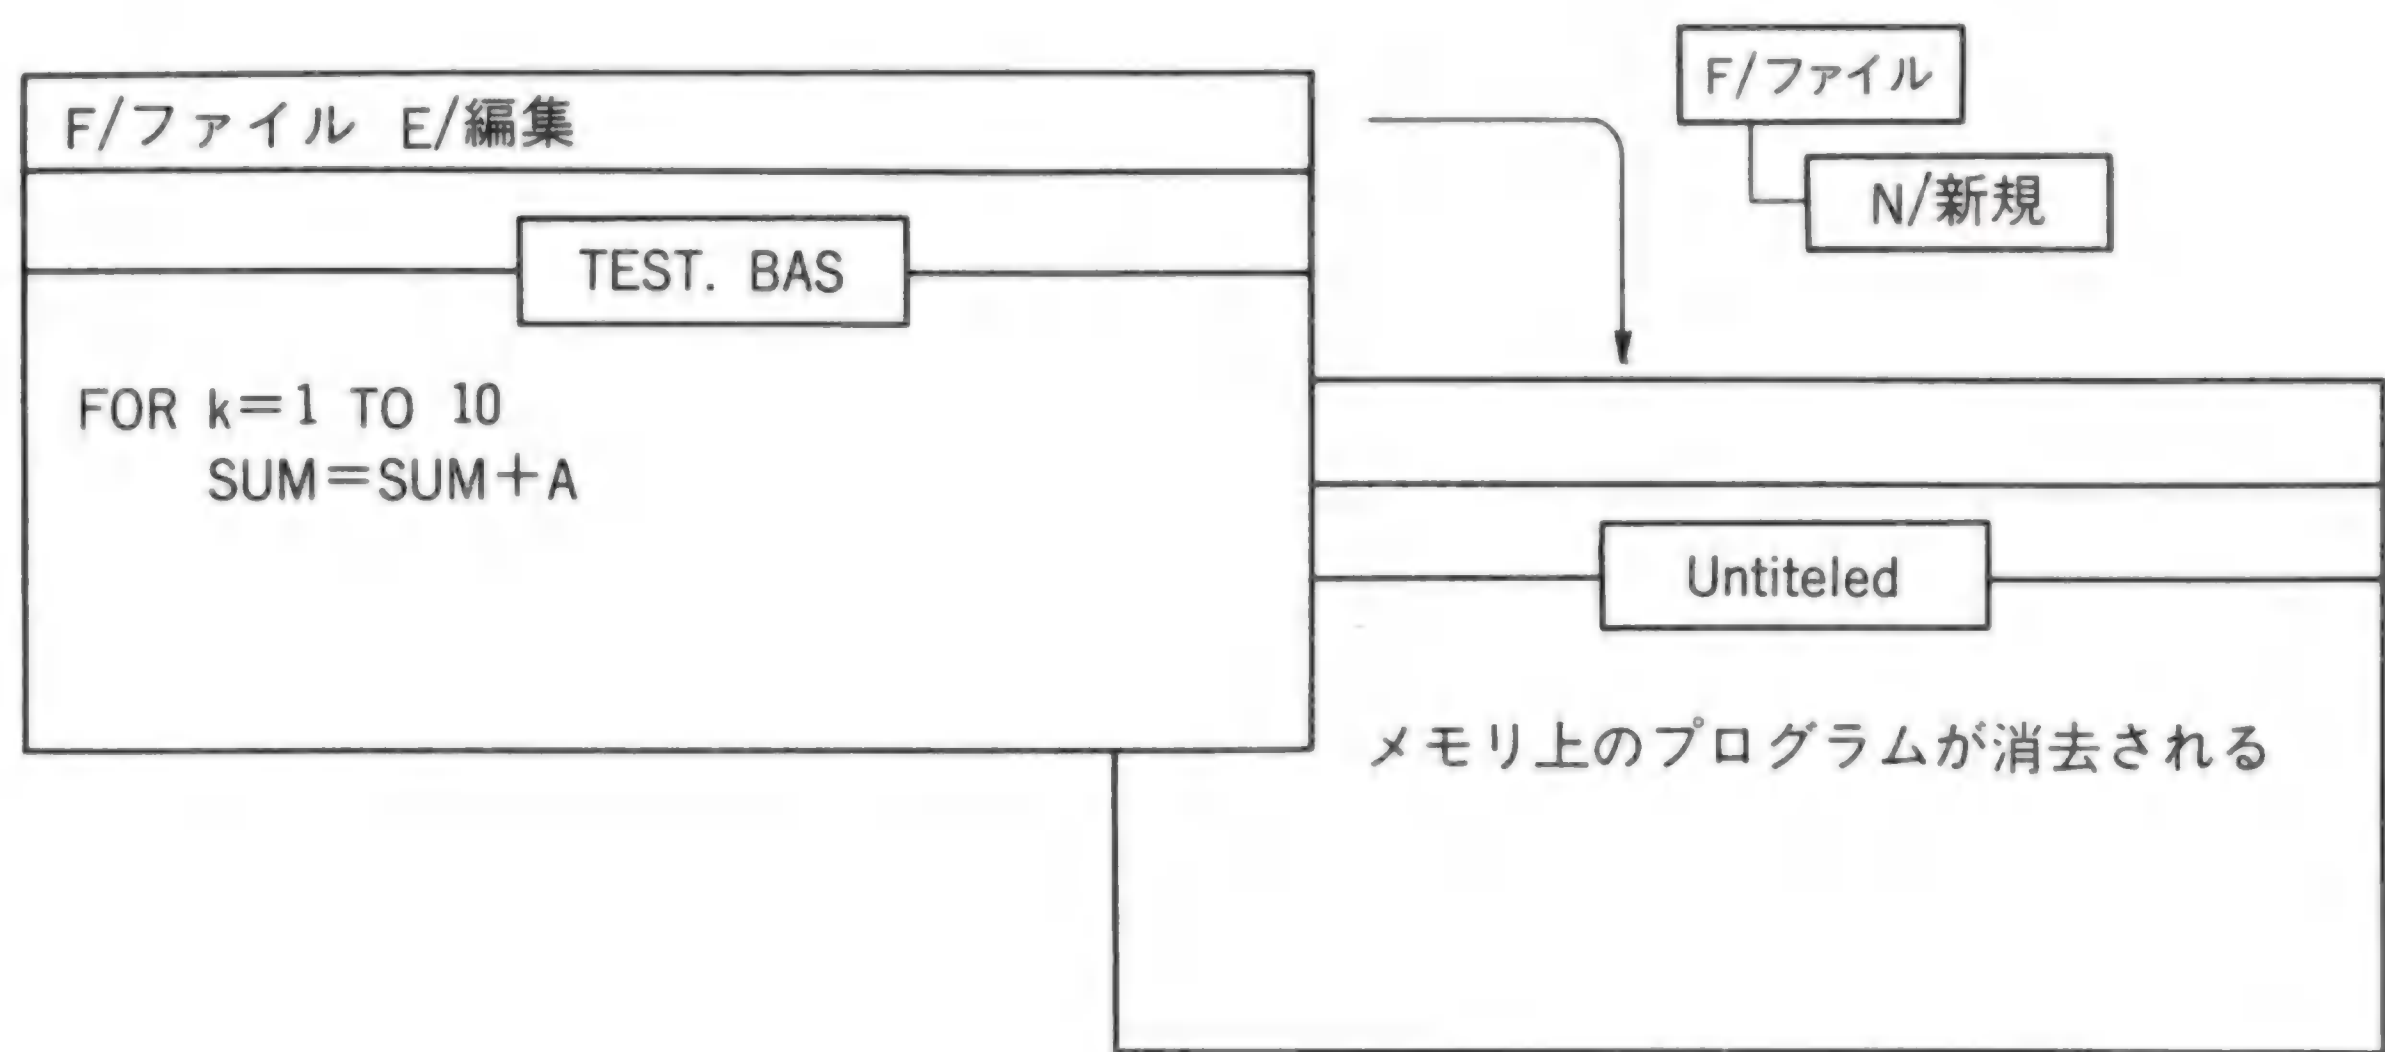 F/ファイル E/編集
TEST. BAS
FOR k=1 TO 10
SUM=SUM+A
F/ファイル
N/新規
Untiteled
メモリ上のプログラムが消去される